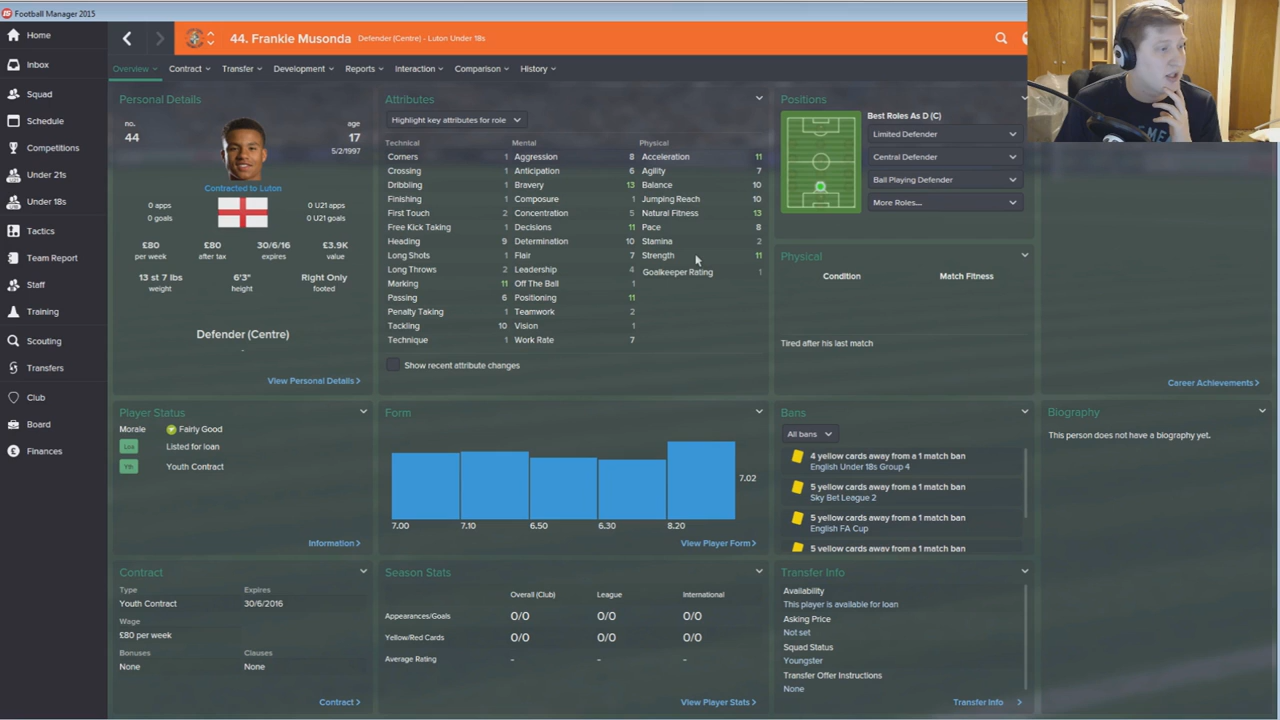 Football Manager 2015
Home
Inbox
Squad
Schedule
Competitions
Under 21s
Under 18s
Tactics
Team Report
Staff
Training
Scouting
Transfers
Club
Board
Finances
44. Frankie Musonda Defender (Centre) - Luton Under 18s
Overview Contract Transfer Development Reports Interaction Comparison History
Personal Details
no. age
44 17
5/2/1997
Contracted to Luton
0 apps 0 U21 apps
0 goals 0 U21 goals
£80 £80 30/6/16 £3.9K
per week after tax expires value
13 st 7 lbs 6'3" Right Only
weight height footed
Defender (Centre)
-
View Personal Details >
Attributes
Highlight key attributes for role
Technical Mental Physical
Corners 1 Aggression 8 Acceleration 11
Crossing 1 Anticipation 6 Agility 7
Dribbling 1 Bravery 13 Balance 10
Finishing 1 Composure 1 Jumping Reach 10
First Touch 2 Concentration 5 Natural Fitness 13
Free Kick Taking 1 Decisions 11 Pace 8
Heading 9 Determination 10 Stamina 2
Long Shots 1 Flair 7 Strength 11
Long Throws 2 Leadership 4 Goalkeeper Rating 1
Marking 11 Off The Ball 1
Passing 6 Positioning 11
Penalty Taking 1 Teamwork 2
Tackling 10 Vision 1
Technique 1 Work Rate 7
Show recent attribute changes
Positions
Best Roles As D (C)
Limited Defender
Central Defender
Ball Playing Defender
More Roles...
Physical
Condition Match Fitness
Tired after his last match
Career Achievements >
Player Status
Morale Fairly Good
Loa Listed for loan
Yth Youth Contract
Information >
Form
7.02
7.00 7.10 6.50 6.30 8.20
View Player Form >
Bans
All bans
4 yellow cards away from a 1 match ban
English Under 18s Group 4
5 yellow cards away from a 1 match ban
Sky Bet League 2
5 yellow cards away from a 1 match ban
English FA Cup
5 yellow cards away from a 1 match ban
Biography
This person does not have a biography yet.
Contract
Type Expires
Youth Contract 30/6/2016
Wage
£80 per week
Bonuses Clauses
None None
Contract >
Season Stats
Overall (Club) League International
Appearances/Goals 0/0 0/0 0/0
Yellow/Red Cards 0/0 0/0 0/0
Average Rating - - -
View Player Stats >
Transfer Info
Availability
This player is available for loan
Asking Price
Not set
Squad Status
Youngster
Transfer Offer Instructions
None
Transfer Info >